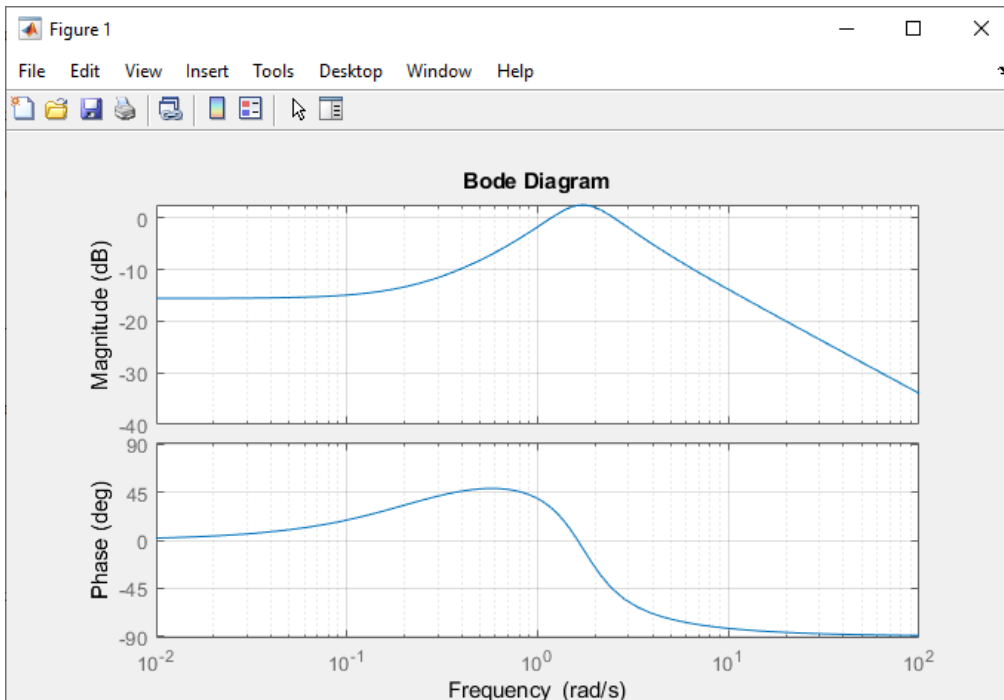 Figure 1
File Edit View Insert Tools Desktop Window Help
Bode Diagram
Magnitude (dB)
0
-10
-20
-30
-40
Phase (deg)
90
45
0
-45
-90
10-2 10-1 100 101 102
Frequency (rad/s)